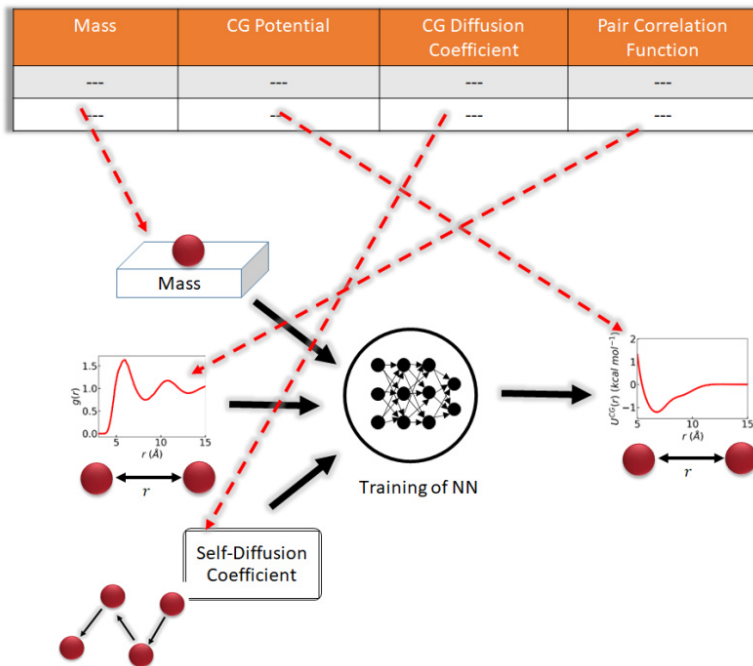 Mass CG Potential CG Diffusion Coefficient Pair Correlation Function
--- --- --- ---
--- --- --- ---
Mass
1.5
1.0
0.5
0.0
g(r)
5 10 15
r (Å)
r
Training of NN
2
1
0
−1
U^CG(r) (kcal mol⁻¹)
5 10 15
r (Å)
r
Self-Diffusion
Coefficient